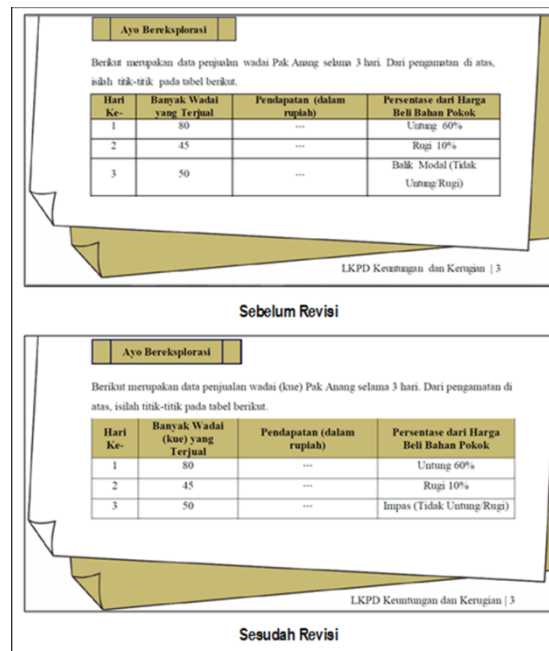 Ayo Bereksplorasi
Berikut merupakan data penjualan wadai Pak Anang selama 3 hari. Dari pengamatan di atas,
isilah titik-titik pada tabel berikut.
Hari Ke- Banyak Wadai yang Terjual Pendapatan (dalam rupiah) Persentase dari Harga Beli Bahan Pokok
1 80 ... Untung 60%
2 45 ... Rugi 10%
3 50 ... Balik Modal (Tidak Untung/Rugi)
LKPD Keuntungan dan Kerugian | 3
Sebelum Revisi
Ayo Bereksplorasi
Berikut merupakan data penjualan wadai (kue) Pak Anang selama 3 hari. Dari pengamatan di
atas, isilah titik-titik pada tabel berikut.
Hari Ke- Banyak Wadai (kue) yang Terjual Pendapatan (dalam rupiah) Persentase dari Harga Beli Bahan Pokok
1 80 ... Untung 60%
2 45 ... Rugi 10%
3 50 ... Impas (Tidak Untung/Rugi)
LKPD Keuntungan dan Kerugian | 3
Sesudah Revisi